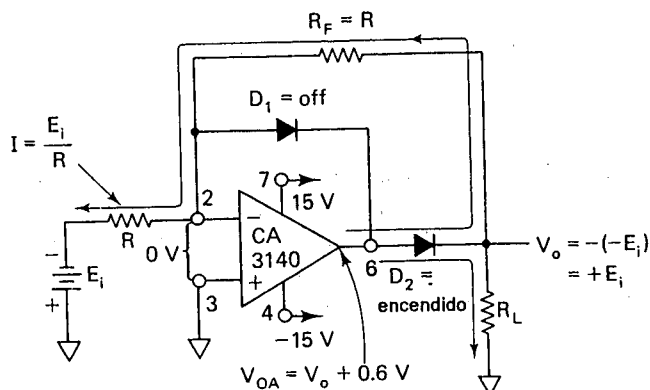 R_F = R
D_1 = off
I = E_i / R
2
7
15 V
R
0 V
−
CA
3140
+
6
D_2 =
encendido
V_o = −(−E_i)
= +E_i
−
E_i
+
3
4
−15 V
R_L
V_OA = V_o + 0.6 V